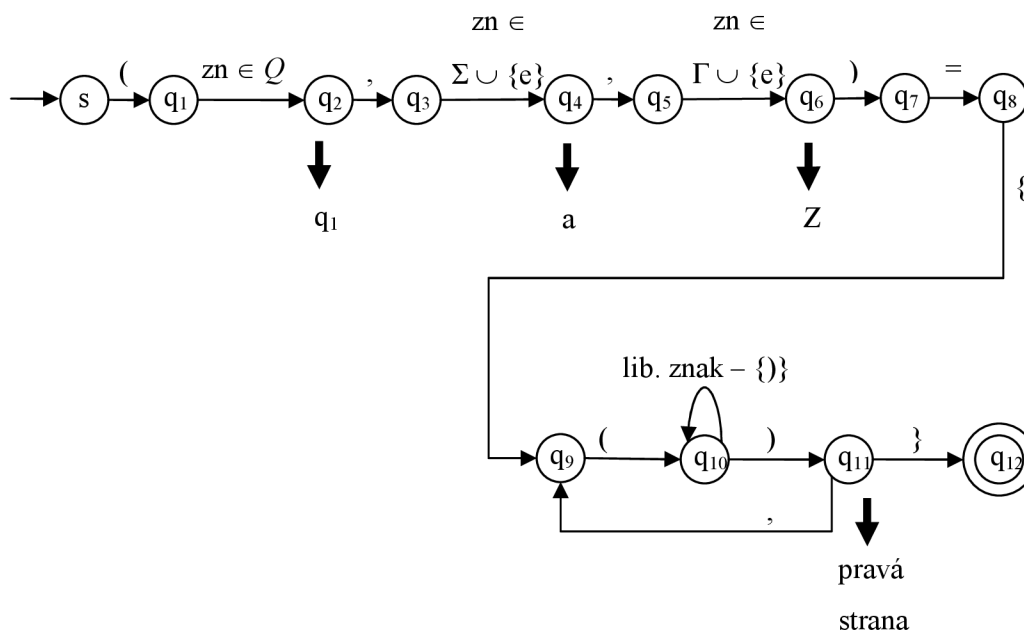 zn ∈ zn ∈
( zn ∈ Q , Σ ∪ {e} , Γ ∪ {e} ) =
s q₁ q₂ q₃ q₄ q₅ q₆ q₇ q₈
{
q₁ a Z
lib. znak – {)}
( ) }
q₉ q₁₀ q₁₁ q₁₂
,
pravá
strana